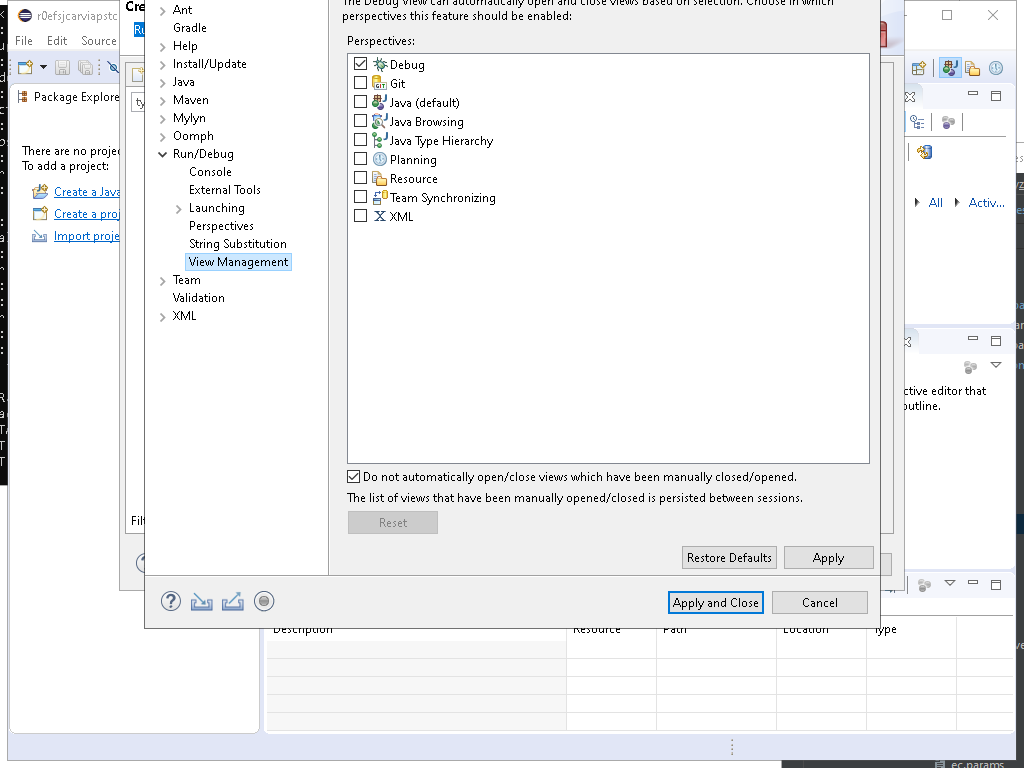 r0efsjcarviapstc
File Edit Source
Package Explore
There are no proje
To add a project:
Create a Java
Create a proj
Import proje
Cre
Ru
ty
Filt
Ant
Gradle
Help
Install/Update
Java
Maven
Mylyn
Oomph
Run/Debug
Console
External Tools
Launching
Perspectives
String Substitution
View Management
Team
Validation
XML
The Debug View can automatically open and close views based on selection. Choose in which
perspectives this feature should be enabled:
Perspectives:
Debug
Git
Java (default)
Java Browsing
Java Type Hierarchy
Planning
Resource
Team Synchronizing
XML
Do not automatically open/close views which have been manually closed/opened.
The list of views that have been manually opened/closed is persisted between sessions.
Reset
Restore Defaults Apply
Apply and Close Cancel
All Activ...
ctive editor that
outline.
Description Resource Path Location Type
ec.params